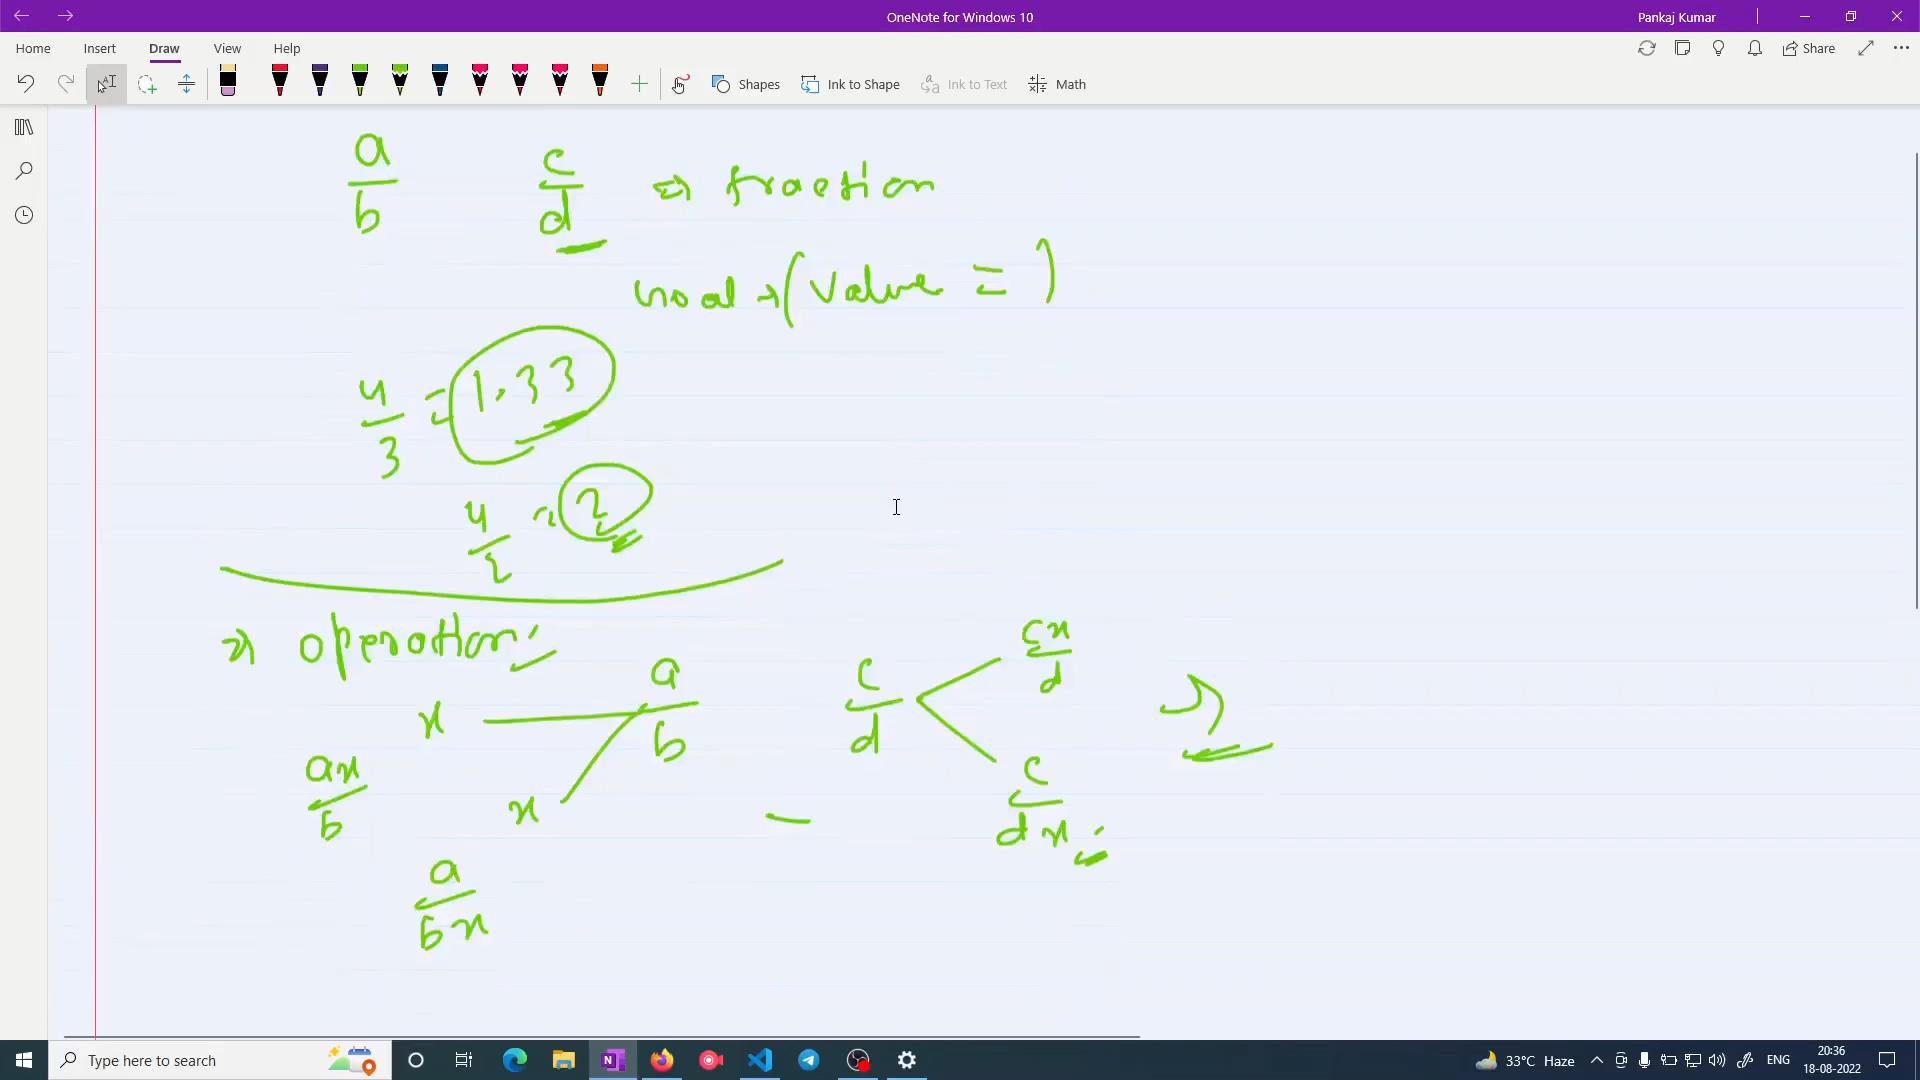 OneNote for Windows 10
Pankaj Kumar
Home Insert Draw View Help
Share
Shapes Ink to Shape Ink to Text Math
a/b c/d ⇒ fraction
Goal → (value = )
4/3 = 1.33
4/2 = 2
⇒ operation:
x a/b c/d cx/d
x c/dx
ax/b
a/bx
Type here to search
33°C Haze
ENG
20:36
18-08-2022